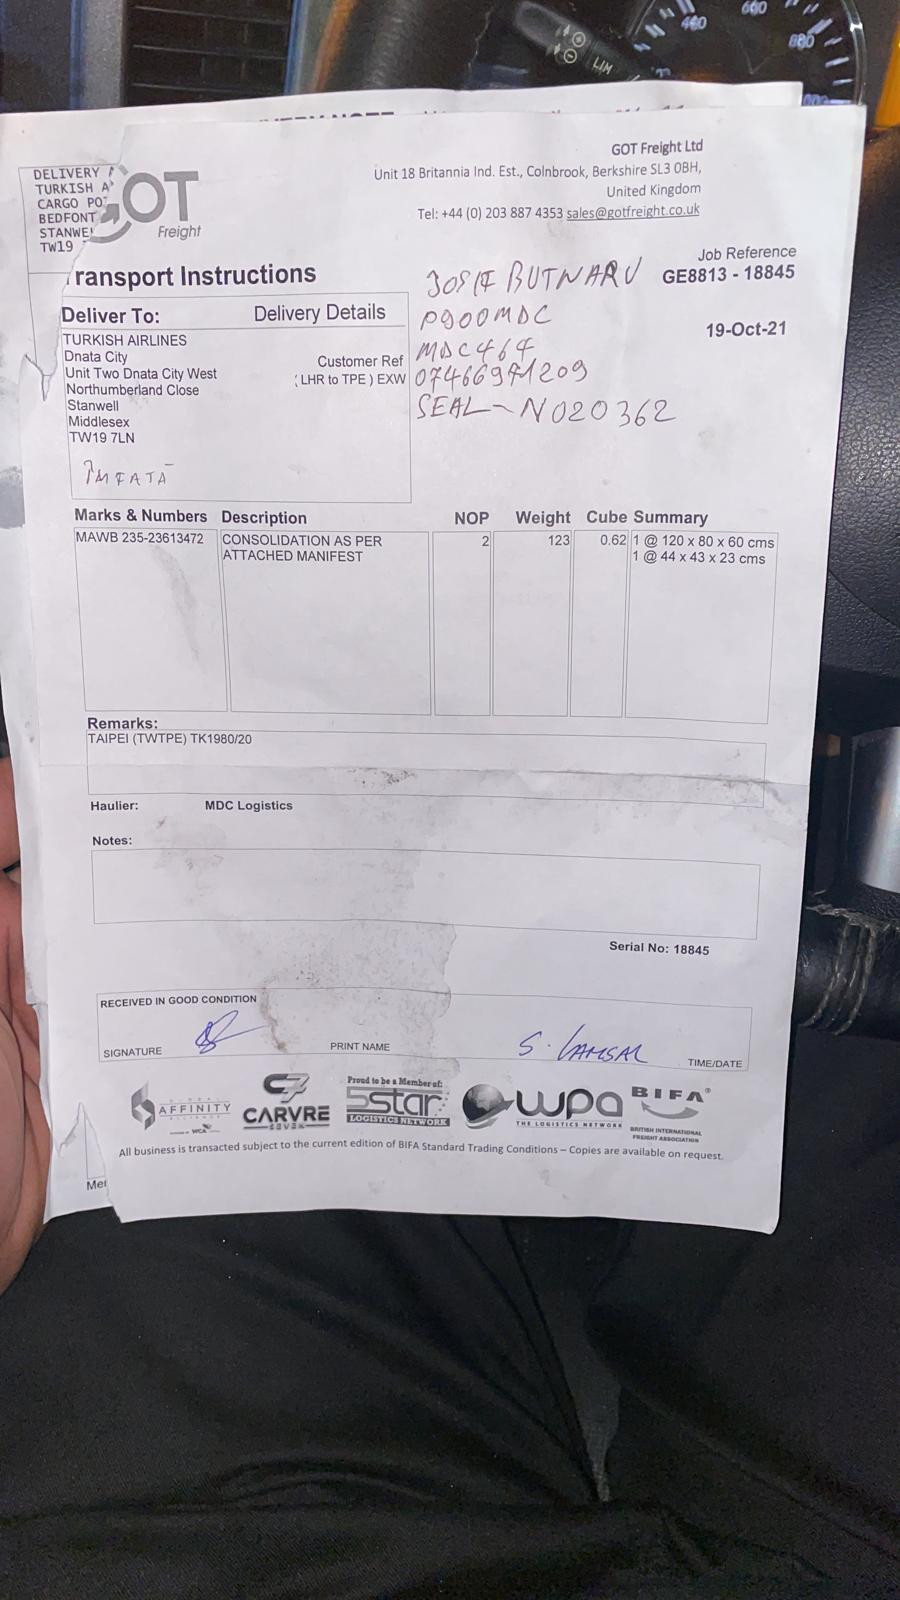 460
600
LIM
880
DELIVERY
TURKISH A
CARGO PO
BEDFONT
STANWE
TW19
GOT
Freight
GOT Freight Ltd
Unit 18 Britannia Ind. Est., Colnbrook, Berkshire SL3 0BH,
United Kingdom
Tel: +44 (0) 203 887 4353 sales@gotfreight.co.uk
Job Reference
GE8813 - 18845
19-Oct-21
ransport Instructions
Deliver To:
Delivery Details
TURKISH AIRLINES
Dnata City
Unit Two Dnata City West
Northumberland Close
Stanwell
Middlesex
TW19 7LN
Customer Ref
( LHR to TPE ) EXW
BUTNARU
P900MDC
MDC464
07466971209
SEAL - N020362
Marks & Numbers Description NOP Weight Cube Summary
MAWB 235-23613472 CONSOLIDATION AS PER 2 123 0.62 1 @ 120 x 80 x 60 cms
ATTACHED MANIFEST 1 @ 44 x 43 x 23 cms
Remarks:
TAIPEI (TWTPE) TK1980/20
Haulier: MDC Logistics
Notes:
Serial No: 18845
RECEIVED IN GOOD CONDITION
SIGNATURE PRINT NAME S. LAMSAL TIME/DATE
AFFINITY
WCA
C7
CARVRE
SEVEN
Proud to be a Member of:
5star
LOGISTICS NETWORK
wpa
THE LOGISTICS NETWORK
BIFA
BRITISH INTERNATIONAL
FREIGHT ASSOCIATION
All business is transacted subject to the current edition of BIFA Standard Trading Conditions – Copies are available on request.